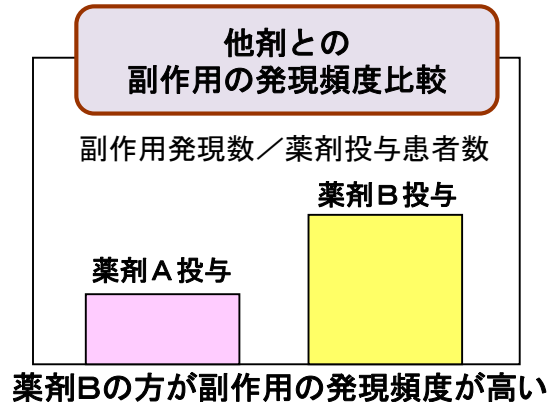 他剤との
副作用の発現頻度比較
副作用発現数／薬剤投与患者数
薬剤Ｂ投与
薬剤Ａ投与
薬剤Bの方が副作用の発現頻度が高い